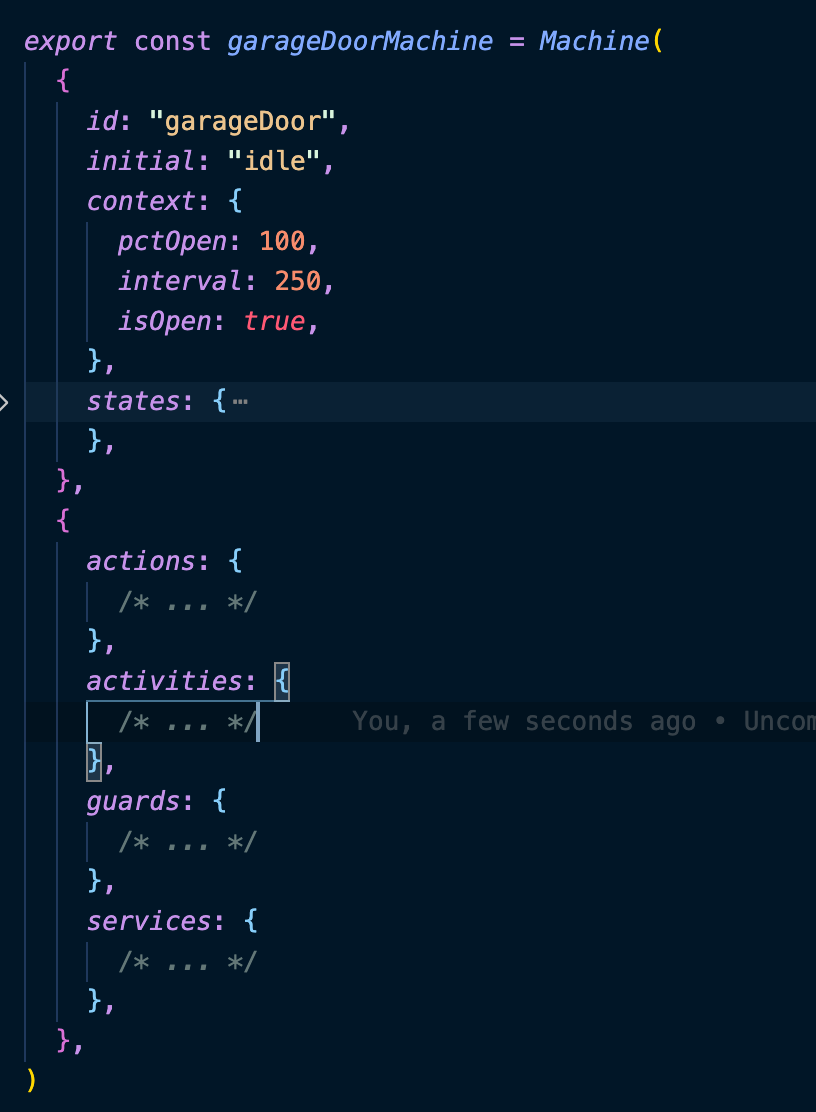 export const garageDoorMachine = Machine(
{
id: "garageDoor",
initial: "idle",
context: {
pctOpen: 100,
interval: 250,
isOpen: true,
},
states: {⋯
},
},
{
actions: {
/* ... */
},
activities: {
/* ... */ You, a few seconds ago • Uncom
},
guards: {
/* ... */
},
services: {
/* ... */
},
},
)